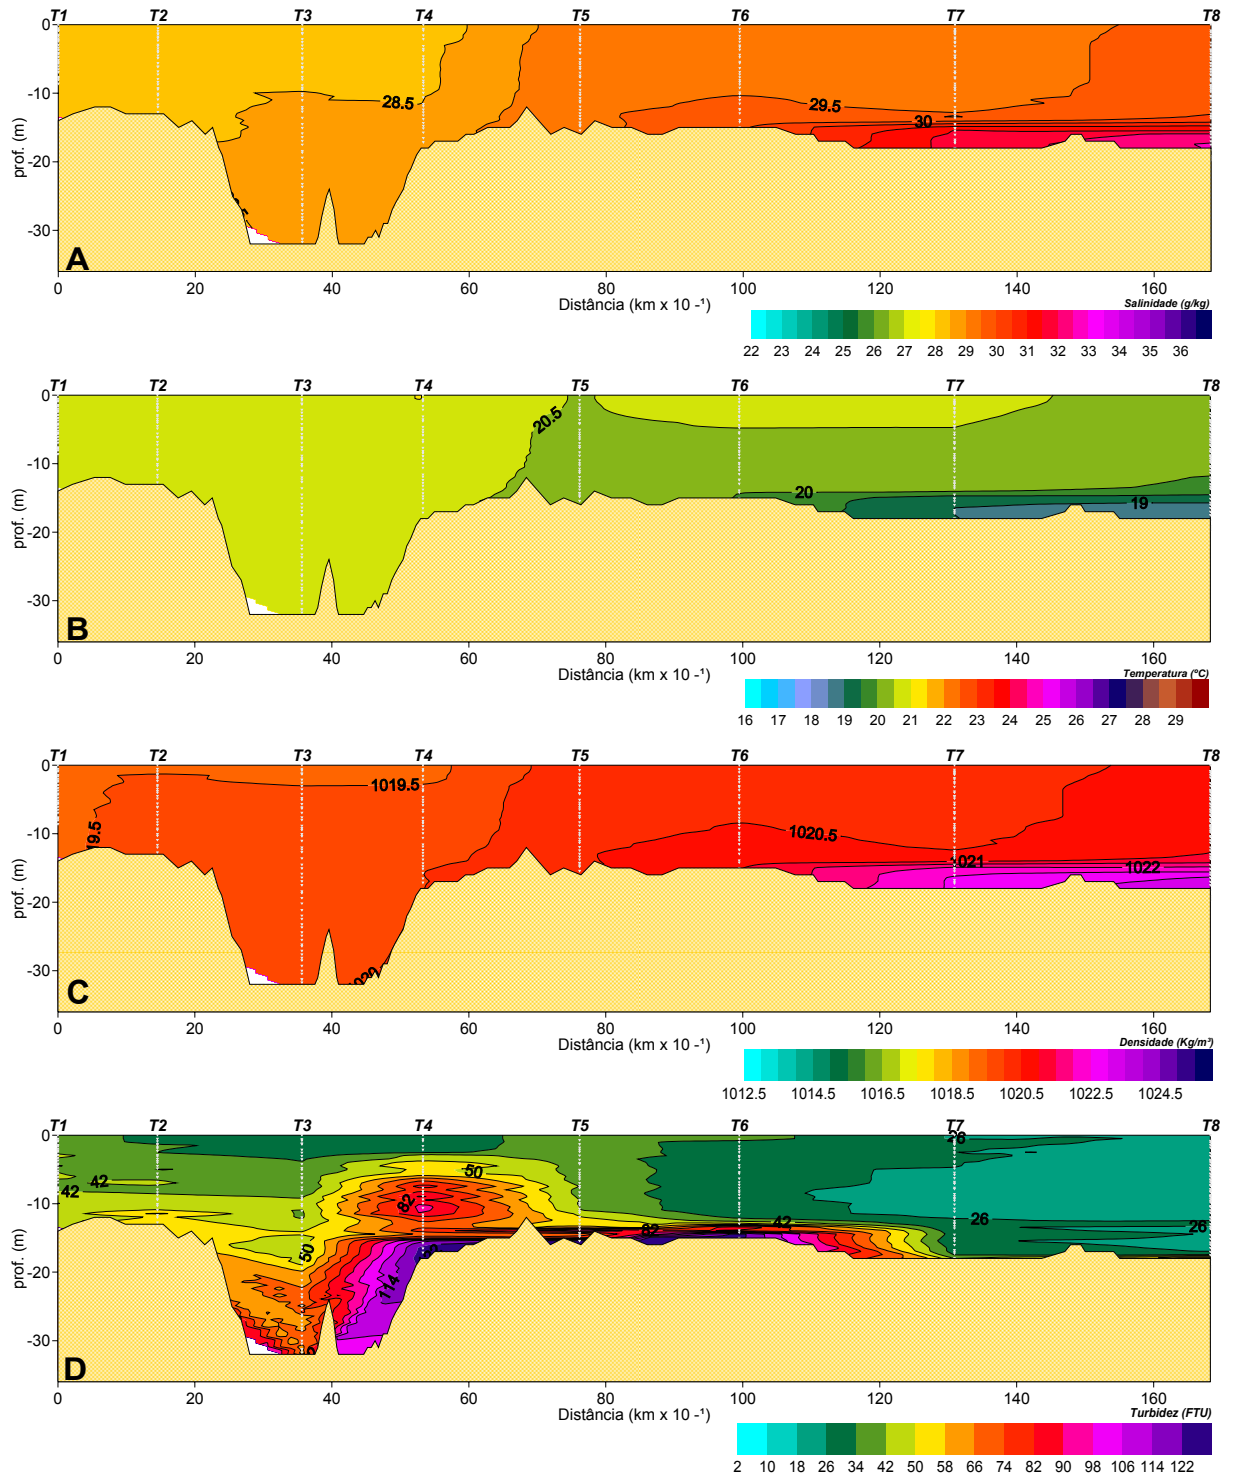 T1 T2 T3 T4 T5 T6 T7 T8
0
-10
-20
-30
prof. (m)
28.5
29.5
30
A
0 20 40 60 80 100 120 140 160
Distância (km x 10 -¹)
Salinidade (g/kg)
22 23 24 25 26 27 28 29 30 31 32 33 34 35 36
T1 T2 T3 T4 T5 T6 T7 T8
0
-10
-20
-30
prof. (m)
20.5
20
19
B
0 20 40 60 80 100 120 140 160
Distância (km x 10 -¹)
Temperatura (ºC)
16 17 18 19 20 21 22 23 24 25 26 27 28 29
T1 T2 T3 T4 T5 T6 T7 T8
0
-10
-20
-30
prof. (m)
1019.5
19.5
1020.5
1021
1022
1020
C
0 20 40 60 80 100 120 140 160
Distância (km x 10 -¹)
Densidade (Kg/m³)
1012.5 1014.5 1016.5 1018.5 1020.5 1022.5 1024.5
T1 T2 T3 T4 T5 T6 T7 T8
0
-10
-20
-30
prof. (m)
26
50
42
42
82
82
42
26
26
50
114
D
0 20 40 60 80 100 120 140 160
Distância (km x 10 -¹)
Turbidez (FTU)
2 10 18 26 34 42 50 58 66 74 82 90 98 106 114 122